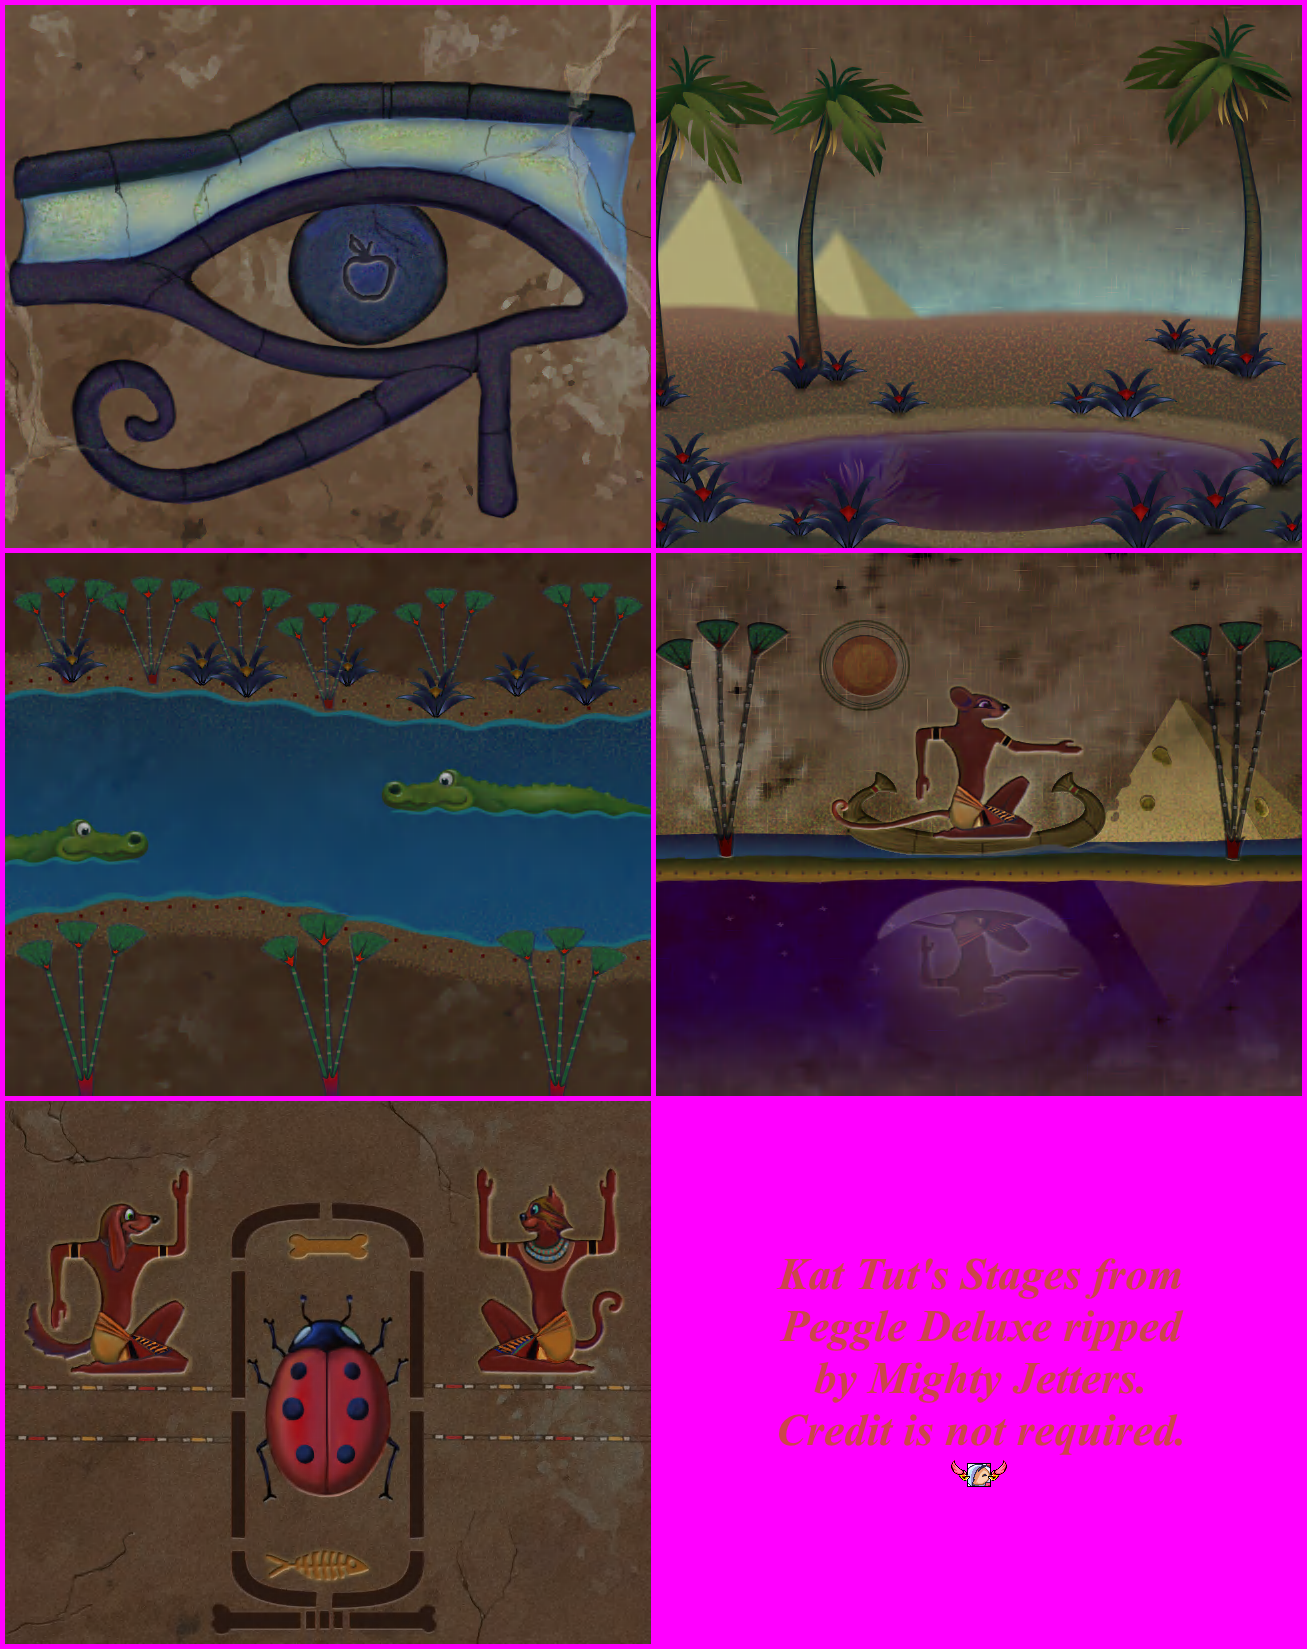 Kat Tut's Stages from
Peggle Deluxe ripped
by Mighty Jetters.
Credit is not required.